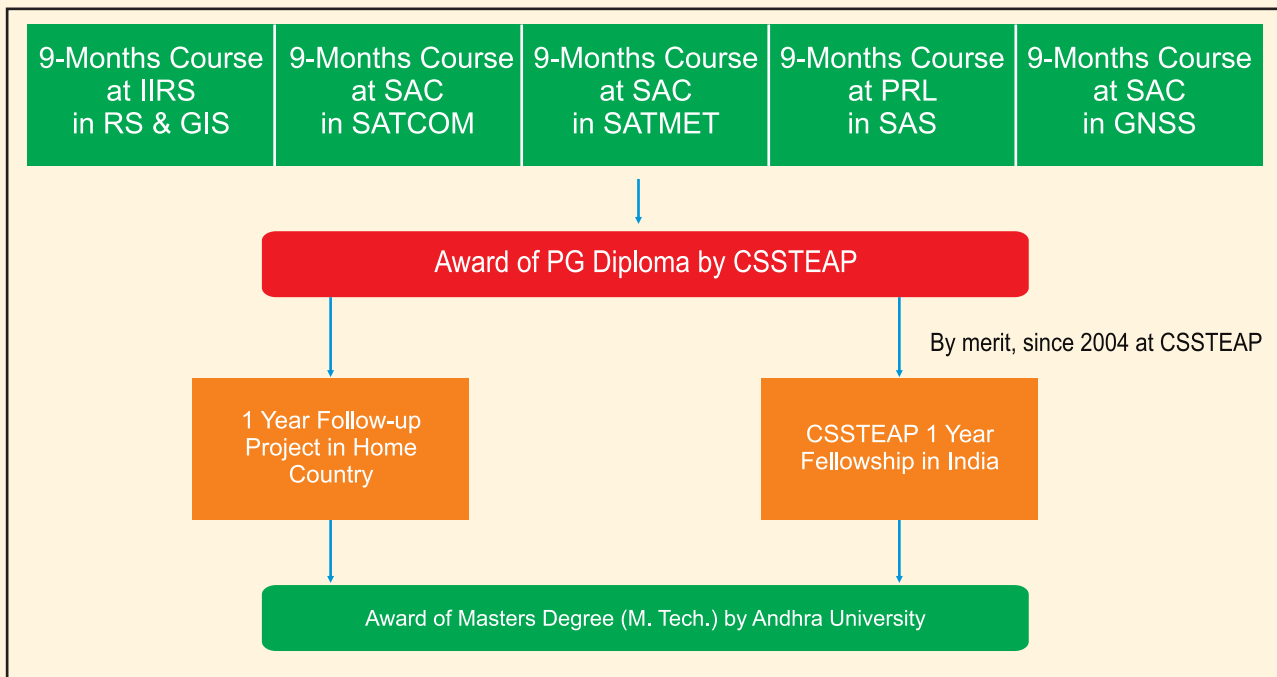 9-Months Course
at IIRS
in RS & GIS
9-Months Course
at SAC
in SATCOM
9-Months Course
at SAC
in SATMET
9-Months Course
at PRL
in SAS
9-Months Course
at SAC
in GNSS
Award of PG Diploma by CSSTEAP
By merit, since 2004 at CSSTEAP
1 Year Follow-up
Project in Home
Country
CSSTEAP 1 Year
Fellowship in India
Award of Masters Degree (M. Tech.) by Andhra University